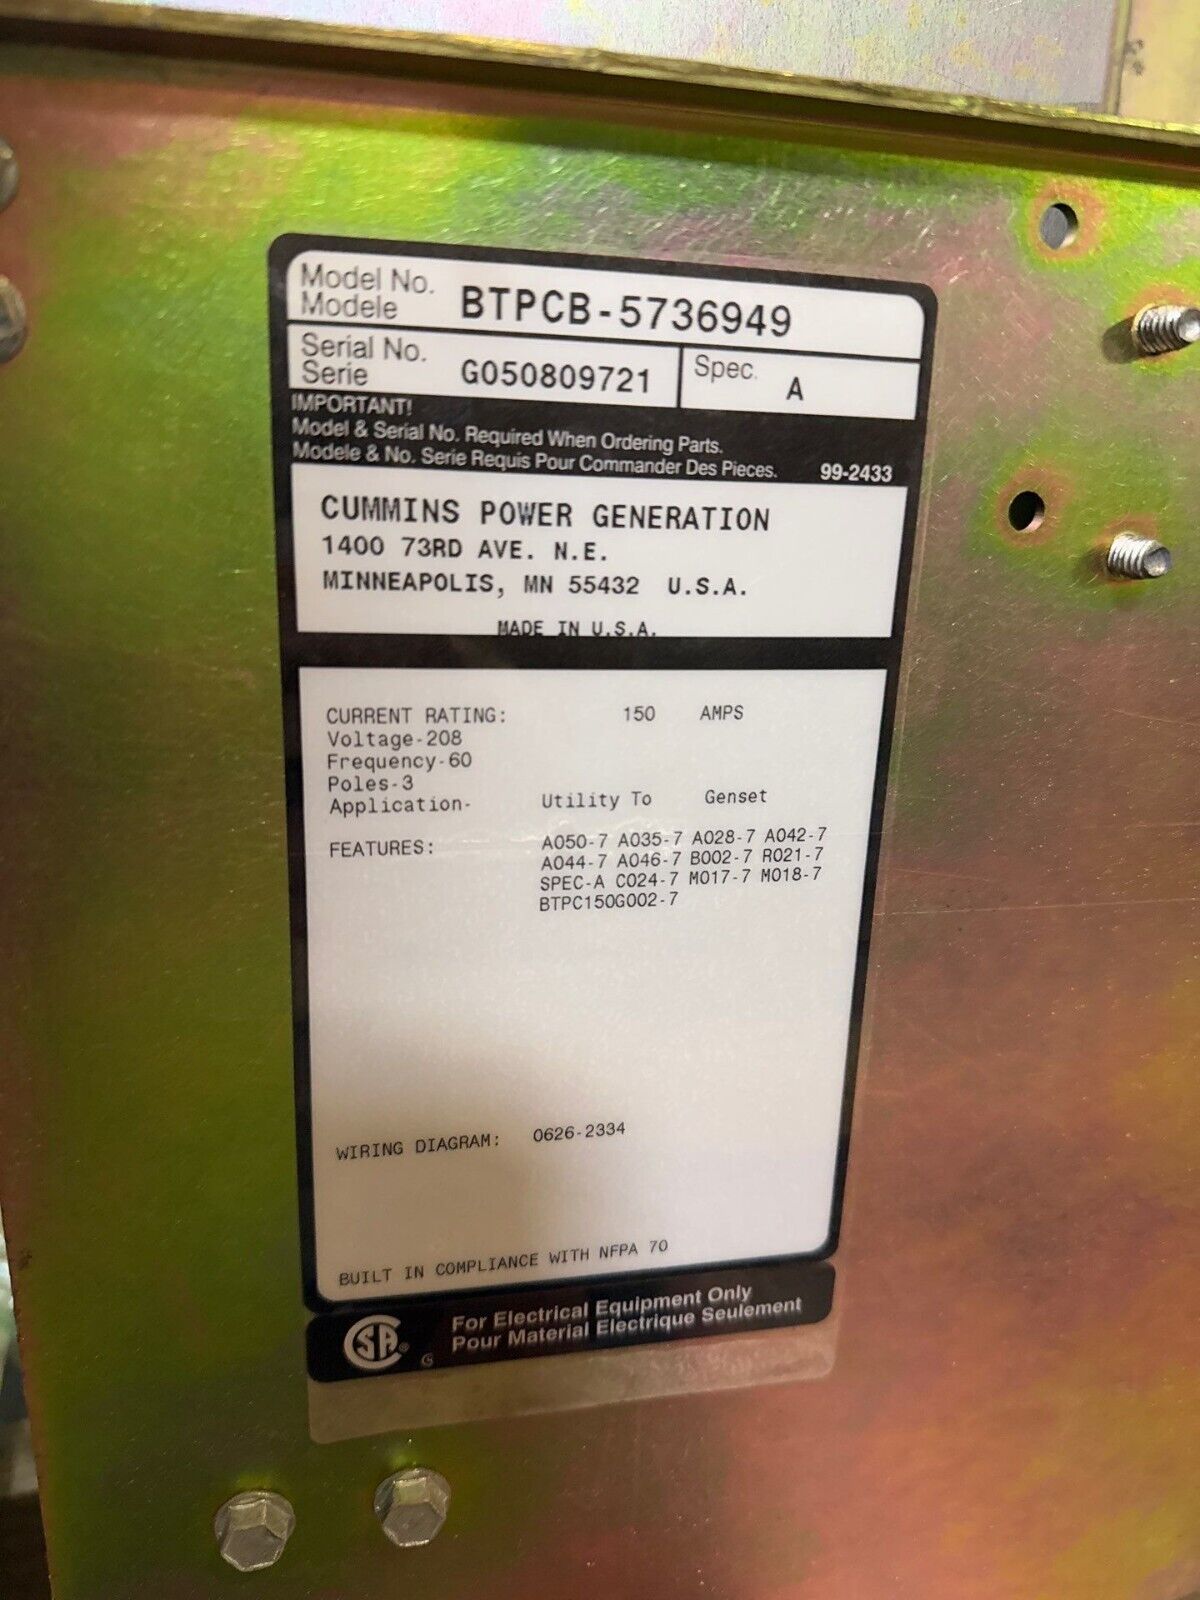 Model No.
Modele BTPCB-5736949
Serial No.
Serie G050809721 Spec. A
IMPORTANT!
Model & Serial No. Required When Ordering Parts.
Modele & No. Serie Requis Pour Commander Des Pieces. 99-2433
CUMMINS POWER GENERATION
1400 73RD AVE. N.E.
MINNEAPOLIS, MN 55432 U.S.A.
MADE IN U.S.A.
CURRENT RATING: 150 AMPS
Voltage-208
Frequency-60
Poles-3
Application- Utility To Genset
FEATURES: A050-7 A035-7 A028-7 A042-7
A044-7 A046-7 B002-7 R021-7
SPEC-A C024-7 M017-7 M018-7
BTPC150G002-7
WIRING DIAGRAM: 0626-2334
BUILT IN COMPLIANCE WITH NFPA 70
For Electrical Equipment Only
SA® G Pour Material Electrique Seulement